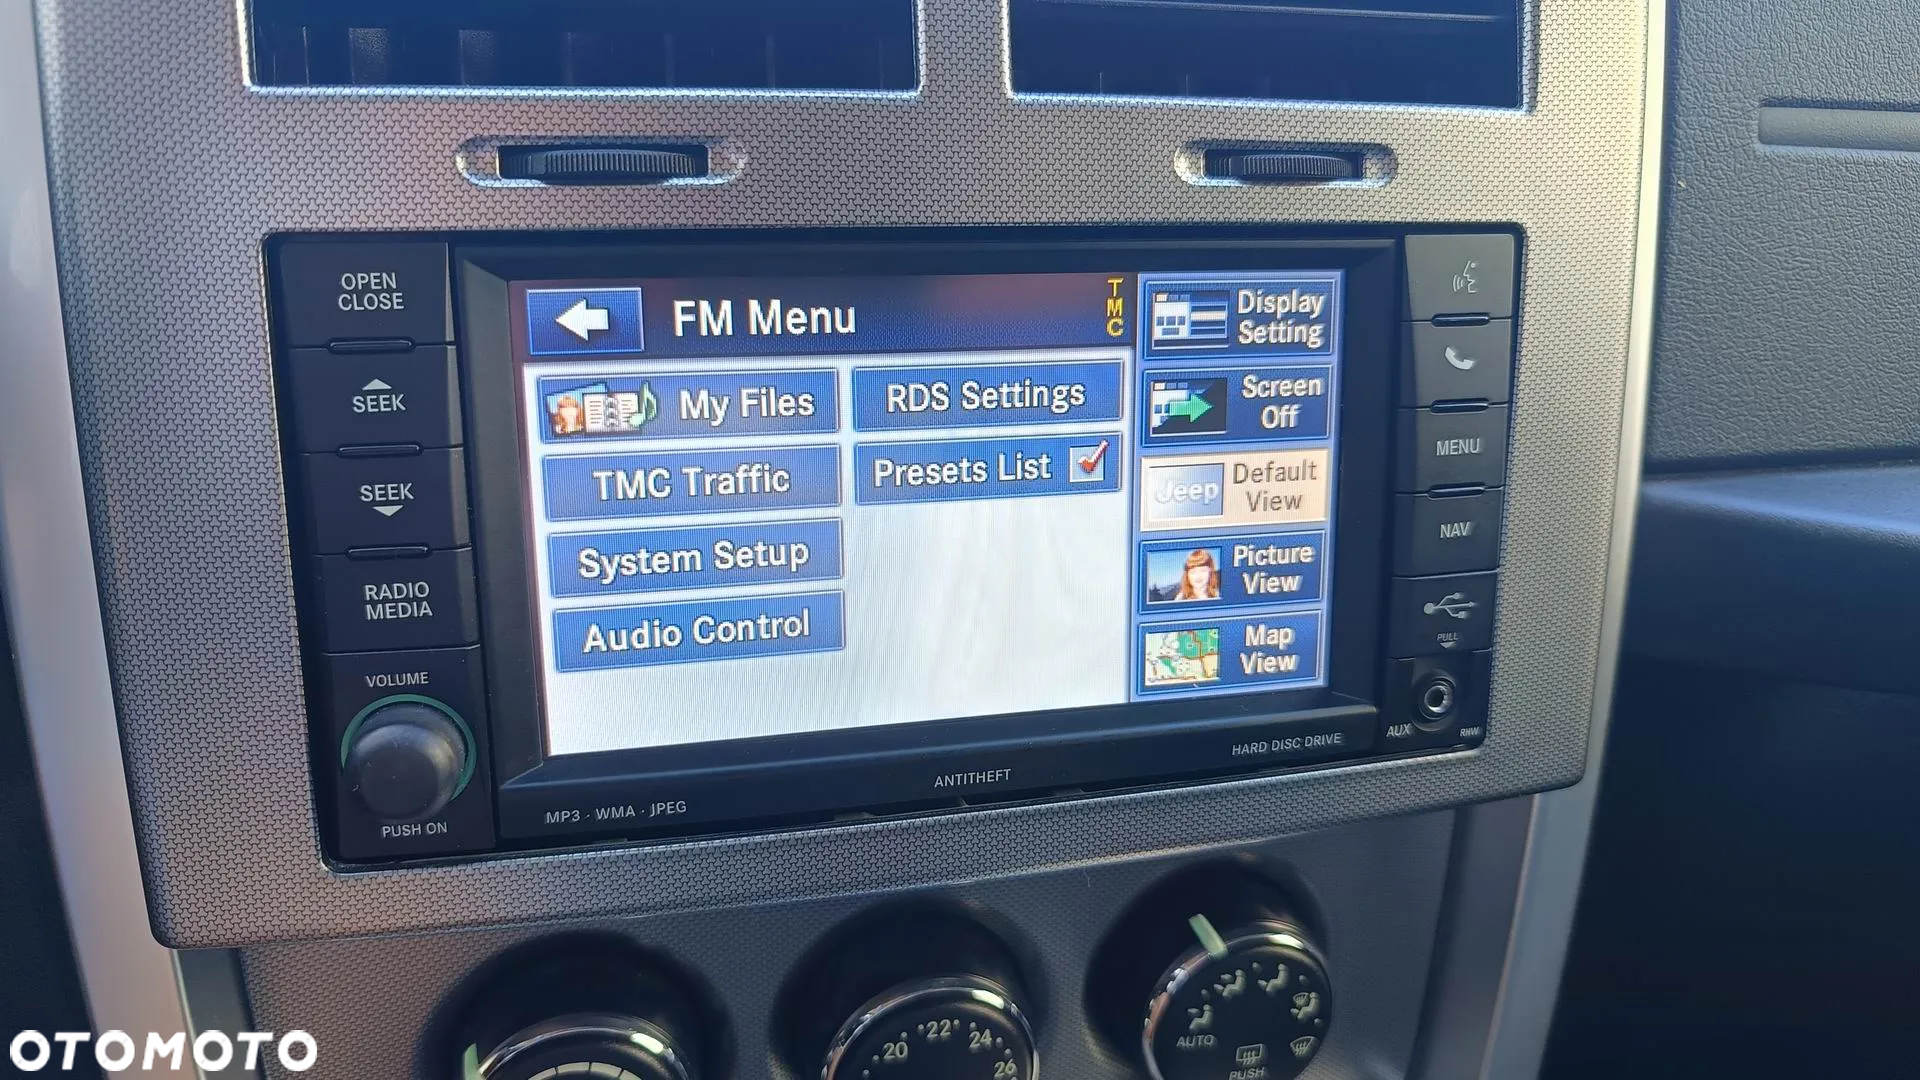 OPEN
CLOSE
SEEK
SEEK
RADIO
MEDIA
VOLUME
PUSH ON
FM Menu
TMC
My Files
RDS Settings
TMC Traffic
Presets List
System Setup
Audio Control
Display
Setting
Screen
Off
Jeep
Default
View
Picture
View
Map
View
MENU
NAV
PULL
AUX
RHW
HARD DISC DRIVE
ANTITHEFT
MP3 · WMA · JPEG
20 22 24 26
AUTO
PUSH
OTOMOTO